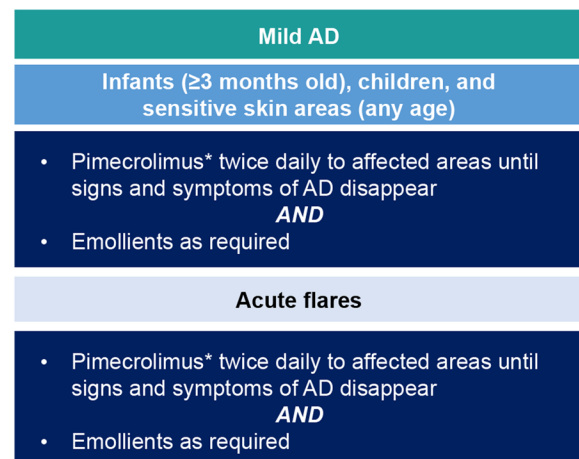 Mild AD
Infants (≥3 months old), children, and
sensitive skin areas (any age)
• Pimecrolimus* twice daily to affected areas until
signs and symptoms of AD disappear
AND
• Emollients as required
Acute flares
• Pimecrolimus* twice daily to affected areas until
signs and symptoms of AD disappear
AND
• Emollients as required